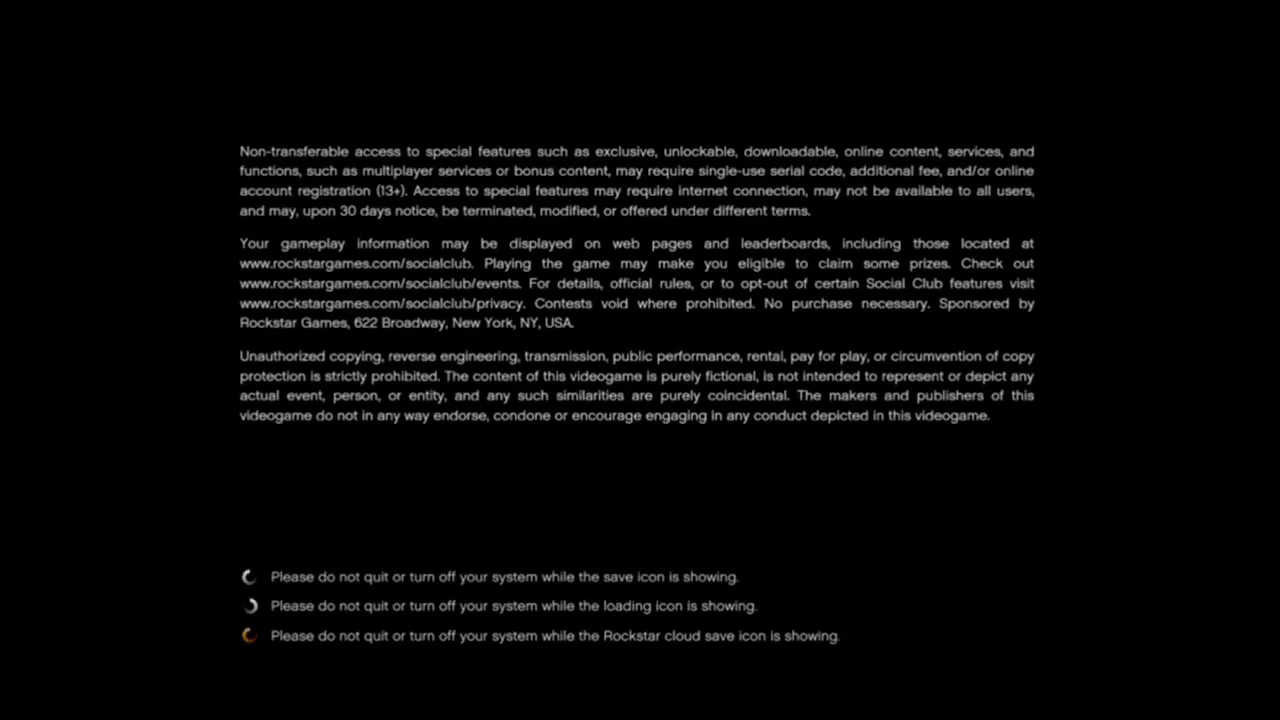 Non-transferable access to special features such as exclusive, unlockable, downloadable, online content, services, and
functions, such as multiplayer services or bonus content, may require single-use serial code, additional fee, and/or online
account registration (13+). Access to special features may require internet connection, may not be available to all users,
and may, upon 30 days notice, be terminated, modified, or offered under different terms.
Your gameplay information may be displayed on web pages and leaderboards, including those located at
www.rockstargames.com/socialclub. Playing the game may make you eligible to claim some prizes. Check out
www.rockstargames.com/socialclub/events. For details, official rules, or to opt-out of certain Social Club features visit
www.rockstargames.com/socialclub/privacy. Contests void where prohibited. No purchase necessary. Sponsored by
Rockstar Games, 622 Broadway, New York, NY, USA.
Unauthorized copying, reverse engineering, transmission, public performance, rental, pay for play, or circumvention of copy
protection is strictly prohibited. The content of this videogame is purely fictional, is not intended to represent or depict any
actual event, person, or entity, and any such similarities are purely coincidental. The makers and publishers of this
videogame do not in any way endorse, condone or encourage engaging in any conduct depicted in this videogame.
Please do not quit or turn off your system while the save icon is showing.
Please do not quit or turn off your system while the loading icon is showing.
Please do not quit or turn off your system while the Rockstar cloud save icon is showing.